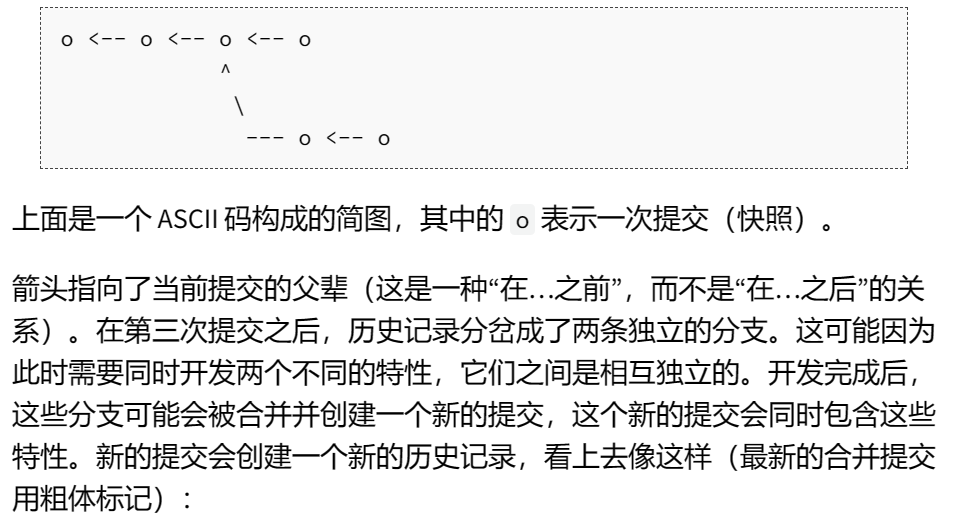 o <-- o <-- o <-- o
            ^
             \
              --- o <-- o
上面是一个 ASCII 码构成的简图，其中的 o 表示一次提交（快照）。
箭头指向了当前提交的父辈（这是一种“在…之前”，而不是“在…之后”的关
系）。在第三次提交之后，历史记录分岔成了两条独立的分支。这可能因为
此时需要同时开发两个不同的特性，它们之间是相互独立的。开发完成后，
这些分支可能会被合并并创建一个新的提交，这个新的提交会同时包含这些
特性。新的提交会创建一个新的历史记录，看上去像这样（最新的合并提交
用粗体标记）：